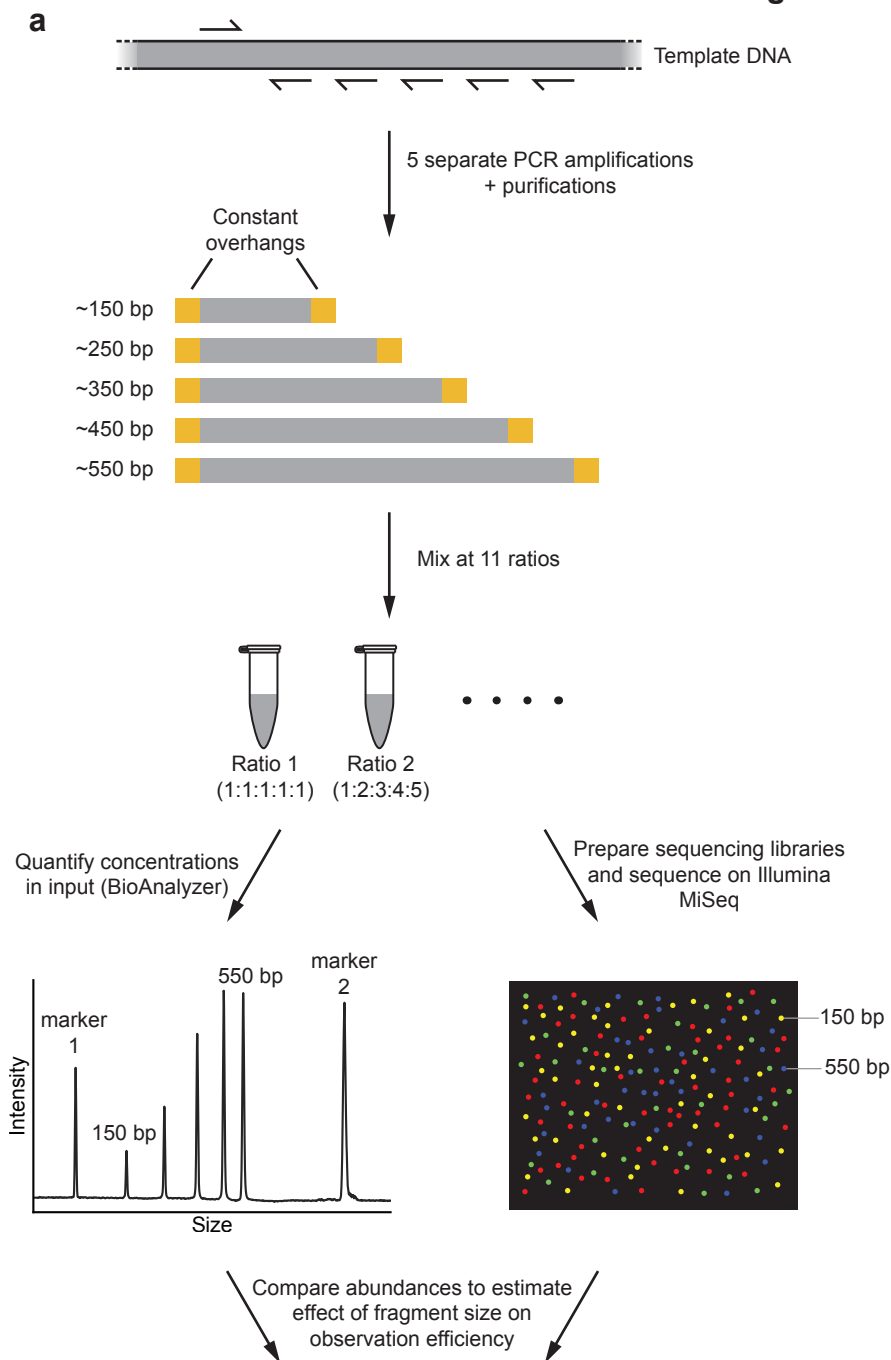 a
Template DNA
5 separate PCR amplifications
+ purifications
Constant
overhangs
~150 bp
~250 bp
~350 bp
~450 bp
~550 bp
Mix at 11 ratios
Ratio 1
(1:1:1:1:1)
Ratio 2
(1:2:3:4:5)
Quantify concentrations
in input (BioAnalyzer)
Prepare sequencing libraries
and sequence on Illumina
MiSeq
Intensity
marker
1
150 bp
550 bp
marker
2
Size
150 bp
550 bp
Compare abundances to estimate
effect of fragment size on
observation efficiency